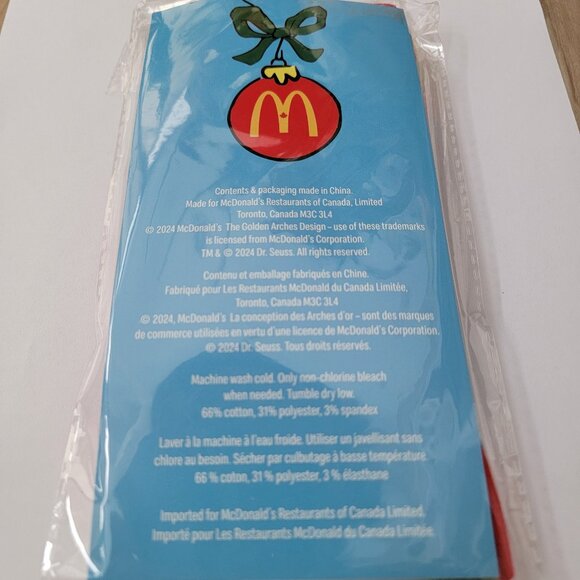 M
Contents & packaging made in China.
Made for McDonald's Restaurants of Canada, Limited
Toronto, Canada M3C 3L4
© 2024 McDonald's The Golden Arches Design – use of these trademarks
is licensed from McDonald's Corporation.
TM & © 2024 Dr. Seuss. All rights reserved.
Contenu et emballage fabriqués en Chine.
Fabriqué pour Les Restaurants McDonald du Canada Limitée,
Toronto, Canada M3C 3L4
© 2024, McDonald's La conception des Arches d'or – sont des marques
de commerce utilisées en vertu d'une licence de McDonald's Corporation.
© 2024 Dr. Seuss. Tous droits réservés.
Machine wash cold. Only non-chlorine bleach
when needed. Tumble dry low.
66% cotton, 31% polyester, 3% spandex
Laver à la machine à l'eau froide. Utiliser un javellisant sans
chlore au besoin. Sécher par culbutage à basse température.
66 % coton, 31 % polyester, 3 % élasthane
Imported for McDonald's Restaurants of Canada Limited.
Importé pour Les Restaurants McDonald du Canada Limitée.